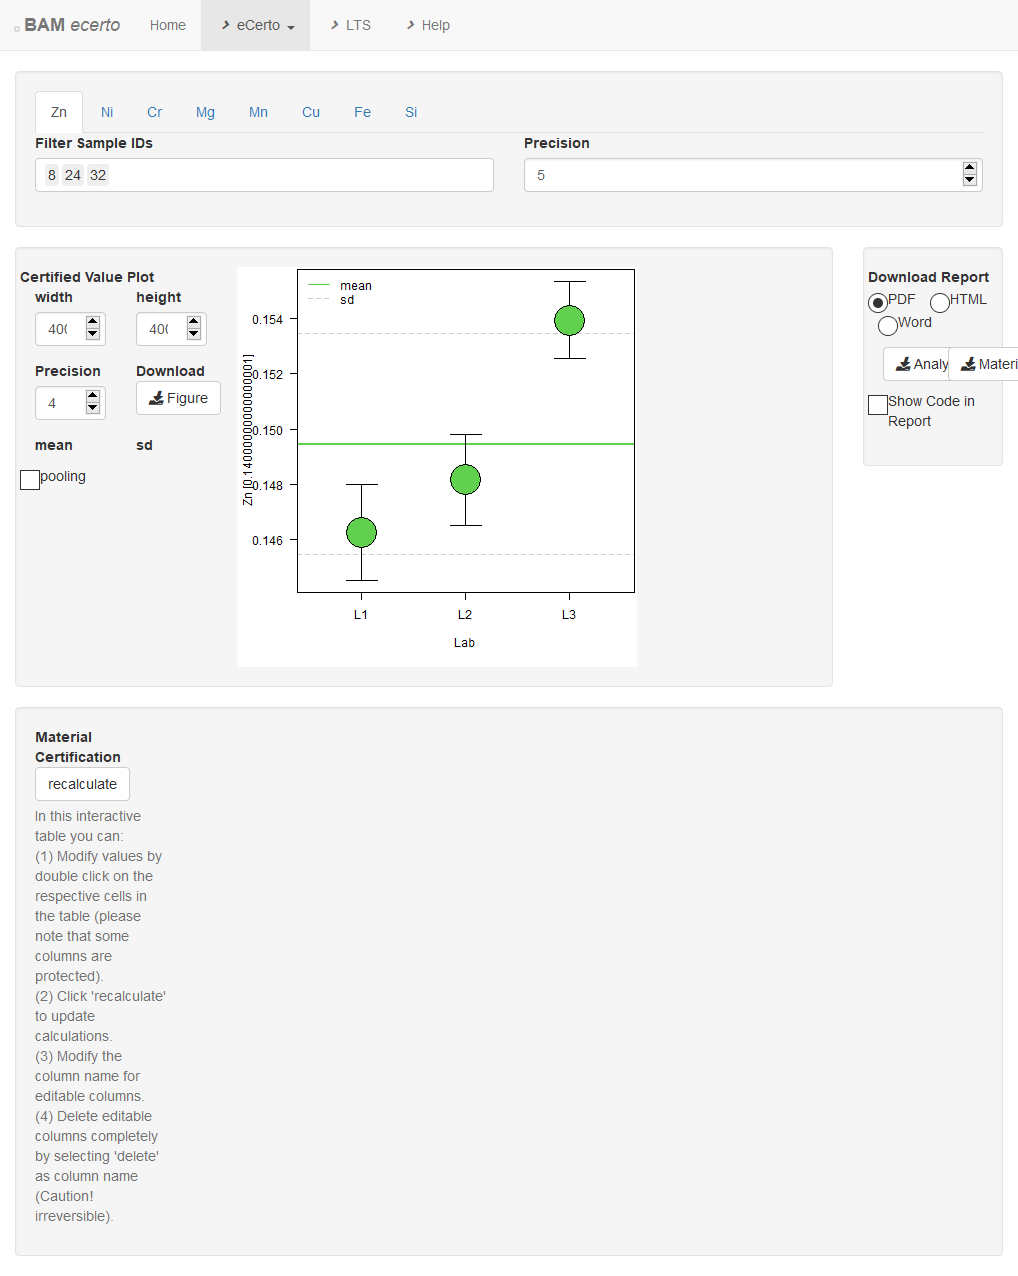 BAM ecerto Home eCerto LTS Help
Zn Ni Cr Mg Mn Cu Fe Si
Filter Sample IDs Precision
8 24 32 5
Certified Value Plot
width height
400 400
Precision Download
4 Figure
mean sd
pooling
mean
sd
0.154
0.152
0.150
0.148
0.146
Zn [0.14000000000000001]
L1 L2 L3
Lab
Download Report
PDF HTML
Word
Analy Materi
Show Code in
Report
Material
Certification
recalculate
In this interactive
table you can:
(1) Modify values by
double click on the
respective cells in
the table (please
note that some
columns are
protected).
(2) Click 'recalculate'
to update
calculations.
(3) Modify the
column name for
editable columns.
(4) Delete editable
columns completely
by selecting 'delete'
as column name
(Caution!
irreversible).